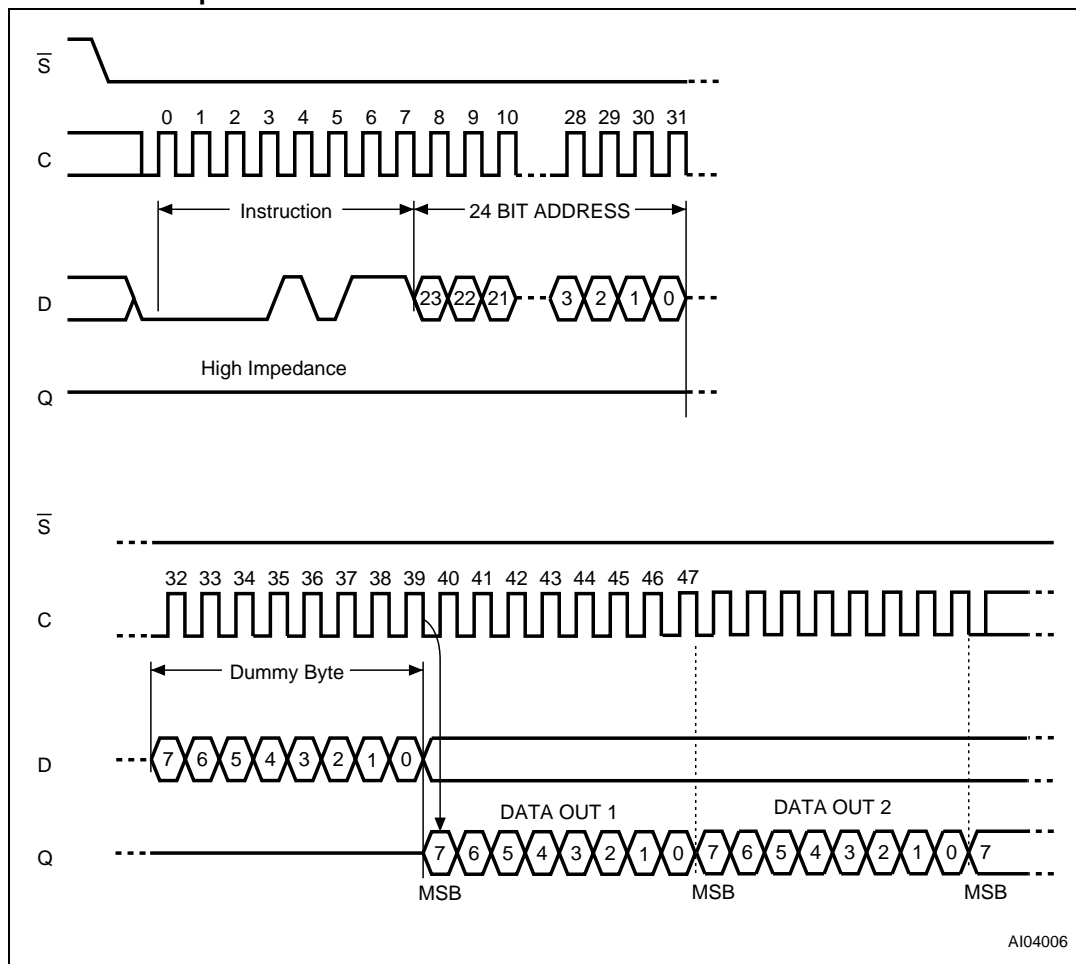 S
0 1 2 3 4 5 6 7 8 9 10 28 29 30 31
C
Instruction 24 BIT ADDRESS
D 23 22 21 3 2 1 0
High Impedance
Q
S
32 33 34 35 36 37 38 39 40 41 42 43 44 45 46 47
C
Dummy Byte
D 7 6 5 4 3 2 1 0
DATA OUT 1 DATA OUT 2
Q 7 6 5 4 3 2 1 0 7 6 5 4 3 2 1 0 7
MSB MSB MSB
AI04006